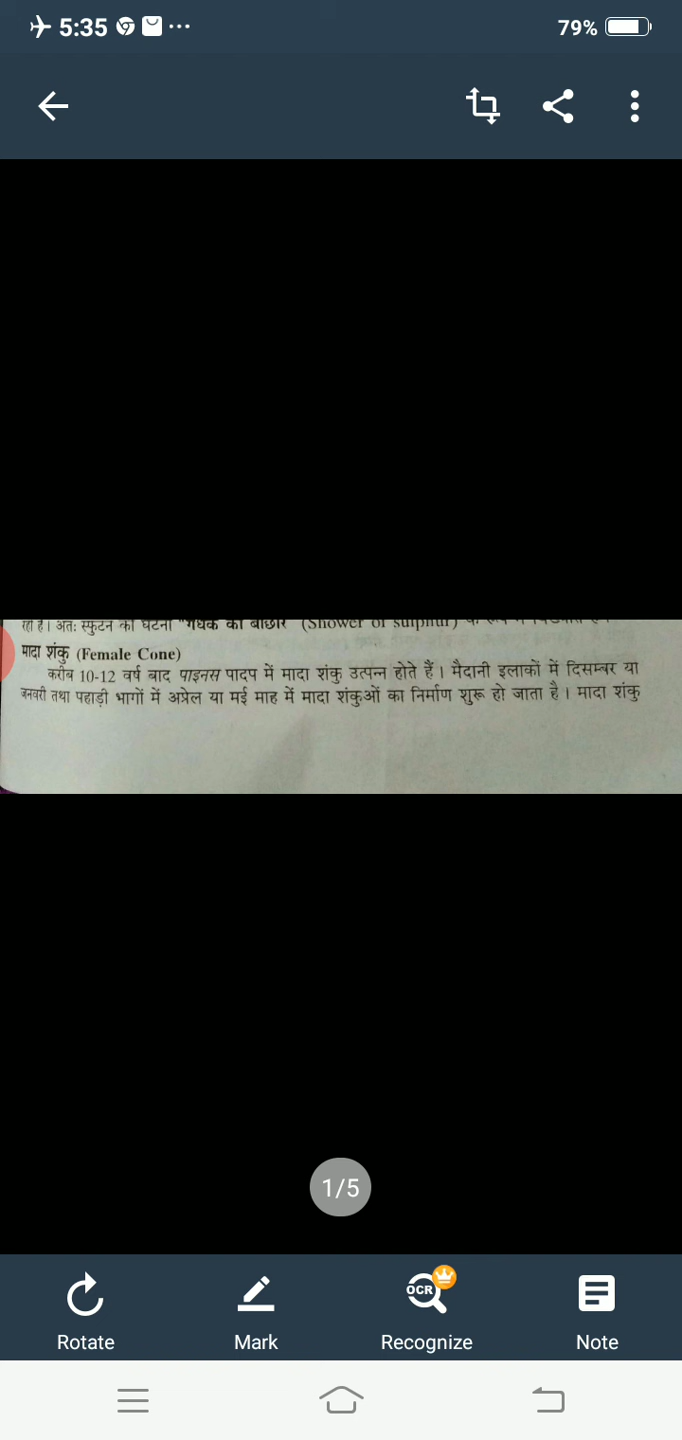 5:35
79%
रही है। अतः स्फुटन की घटना "गंधक की बौछार" (Shower of sulphur) के रूप में
मादा शंकु (Female Cone)
करीब 10-12 वर्ष बाद पाइनस पादप में मादा शंकु उत्पन्न होते हैं। मैदानी इलाकों में दिसम्बर या
जनवरी तथा पहाड़ी भागों में अप्रेल या मई माह में मादा शंकुओं का निर्माण शुरू हो जाता है। मादा शंकु
1/5
OCR
Rotate Mark Recognize Note